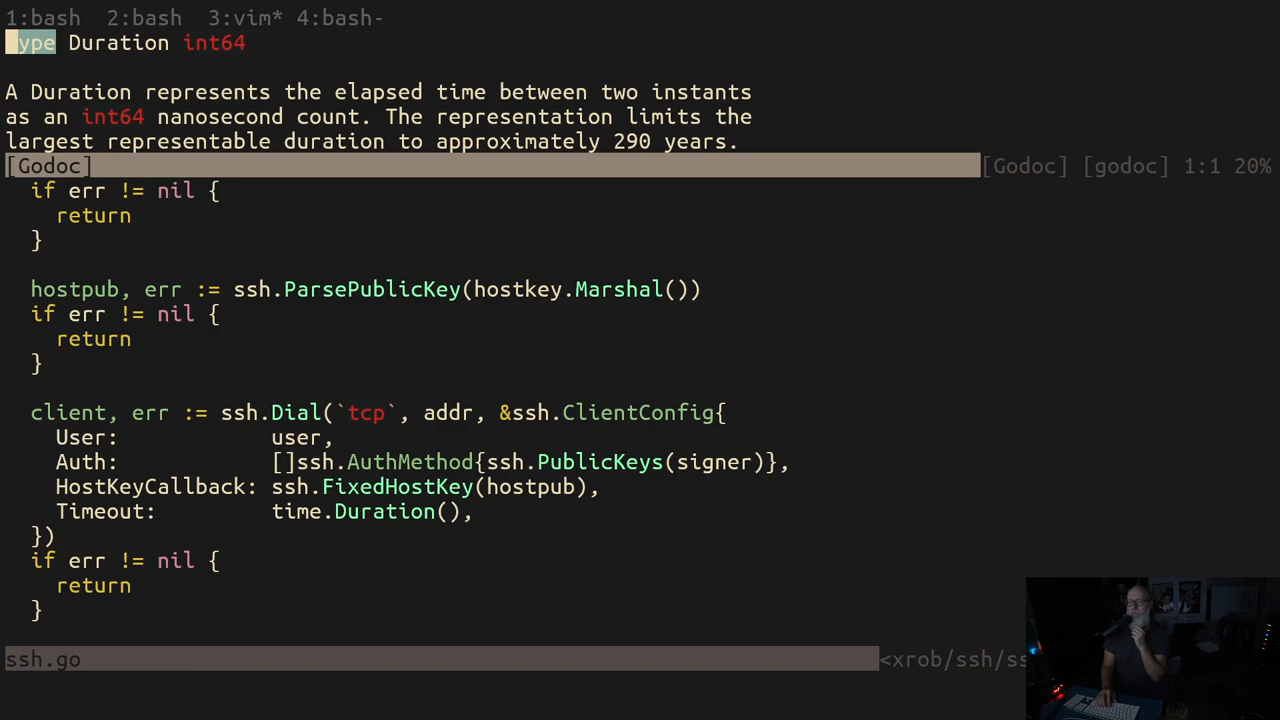 1:bash  2:bash  3:vim* 4:bash-
type Duration int64
A Duration represents the elapsed time between two instants
as an int64 nanosecond count. The representation limits the
largest representable duration to approximately 290 years.
[Godoc] [Godoc] [godoc] 1:1 20%
  if err != nil {
    return
  }
  hostpub, err := ssh.ParsePublicKey(hostkey.Marshal())
  if err != nil {
    return
  }
  client, err := ssh.Dial(`tcp`, addr, &ssh.ClientConfig{
    User:            user,
    Auth:            []ssh.AuthMethod{ssh.PublicKeys(signer)},
    HostKeyCallback: ssh.FixedHostKey(hostpub),
    Timeout:         time.Duration(),
  })
  if err != nil {
    return
  }
ssh.go <xrob/ssh/ss